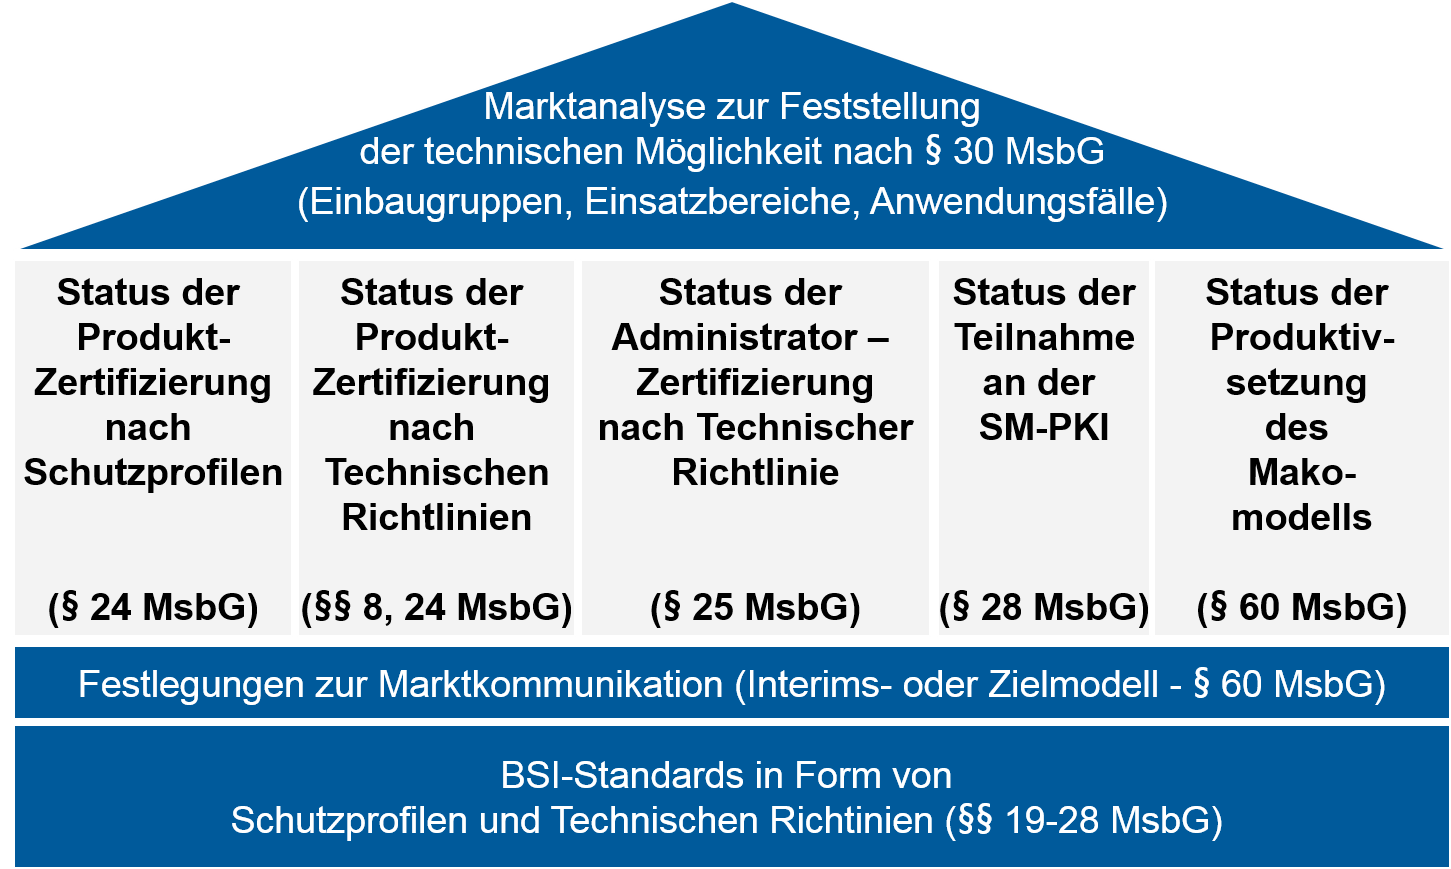 Marktanalyse zur Feststellung
der technischen Möglichkeit nach § 30 MsbG
(Einbaugruppen, Einsatzbereiche, Anwendungsfälle)
Status der
Produkt-
Zertifizierung
nach
Schutzprofilen
(§ 24 MsbG)
Status der
Produkt-
Zertifizierung
nach
Technischen
Richtlinien
(§§ 8, 24 MsbG)
Status der
Administrator –
Zertifizierung
nach Technischer
Richtlinie
(§ 25 MsbG)
Status der
Teilnahme
an der
SM-PKI
(§ 28 MsbG)
Status der
Produktiv-
setzung
des
Mako-
modells
(§ 60 MsbG)
Festlegungen zur Marktkommunikation (Interims- oder Zielmodell - § 60 MsbG)
BSI-Standards in Form von
Schutzprofilen und Technischen Richtinien (§§ 19-28 MsbG)